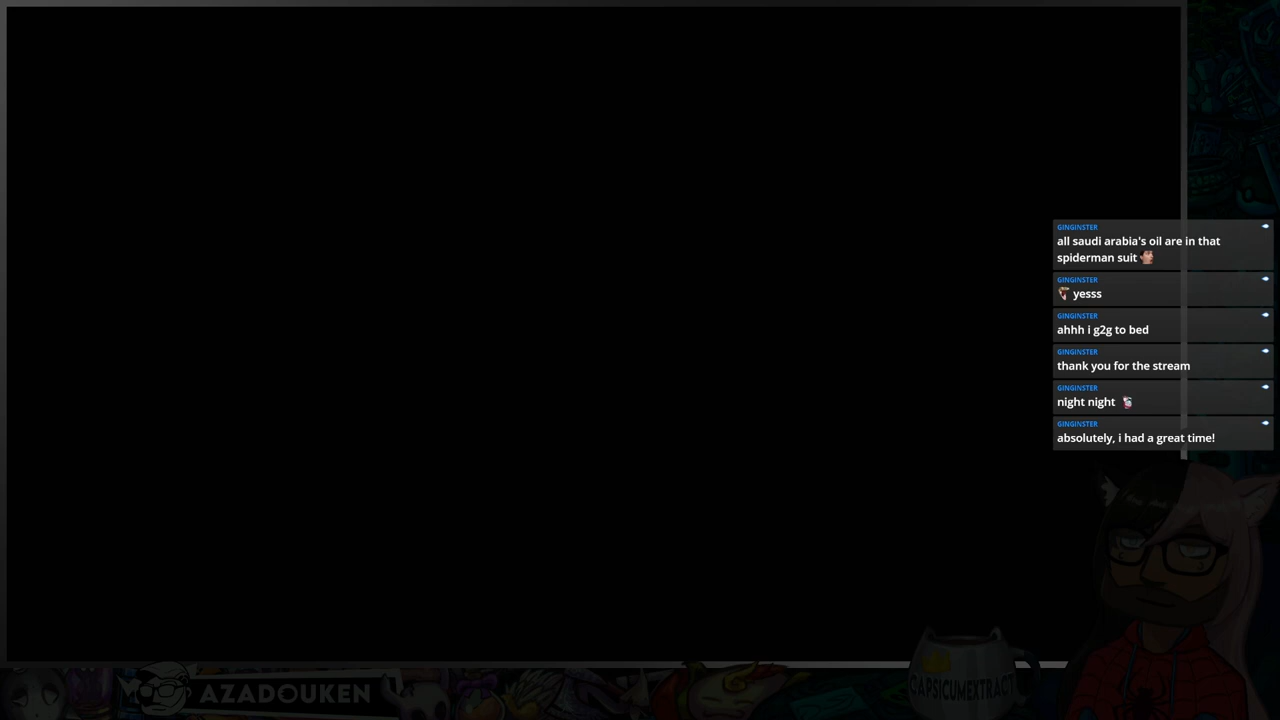 GINGINSTER
all saudi arabia's oil are in that
spiderman suit
GINGINSTER
yesss
GINGINSTER
ahhh i g2g to bed
GINGINSTER
thank you for the stream
GINGINSTER
night night
GINGINSTER
absolutely, i had a great time!
CAPSICUMEXTRACT
AZADOUKEN